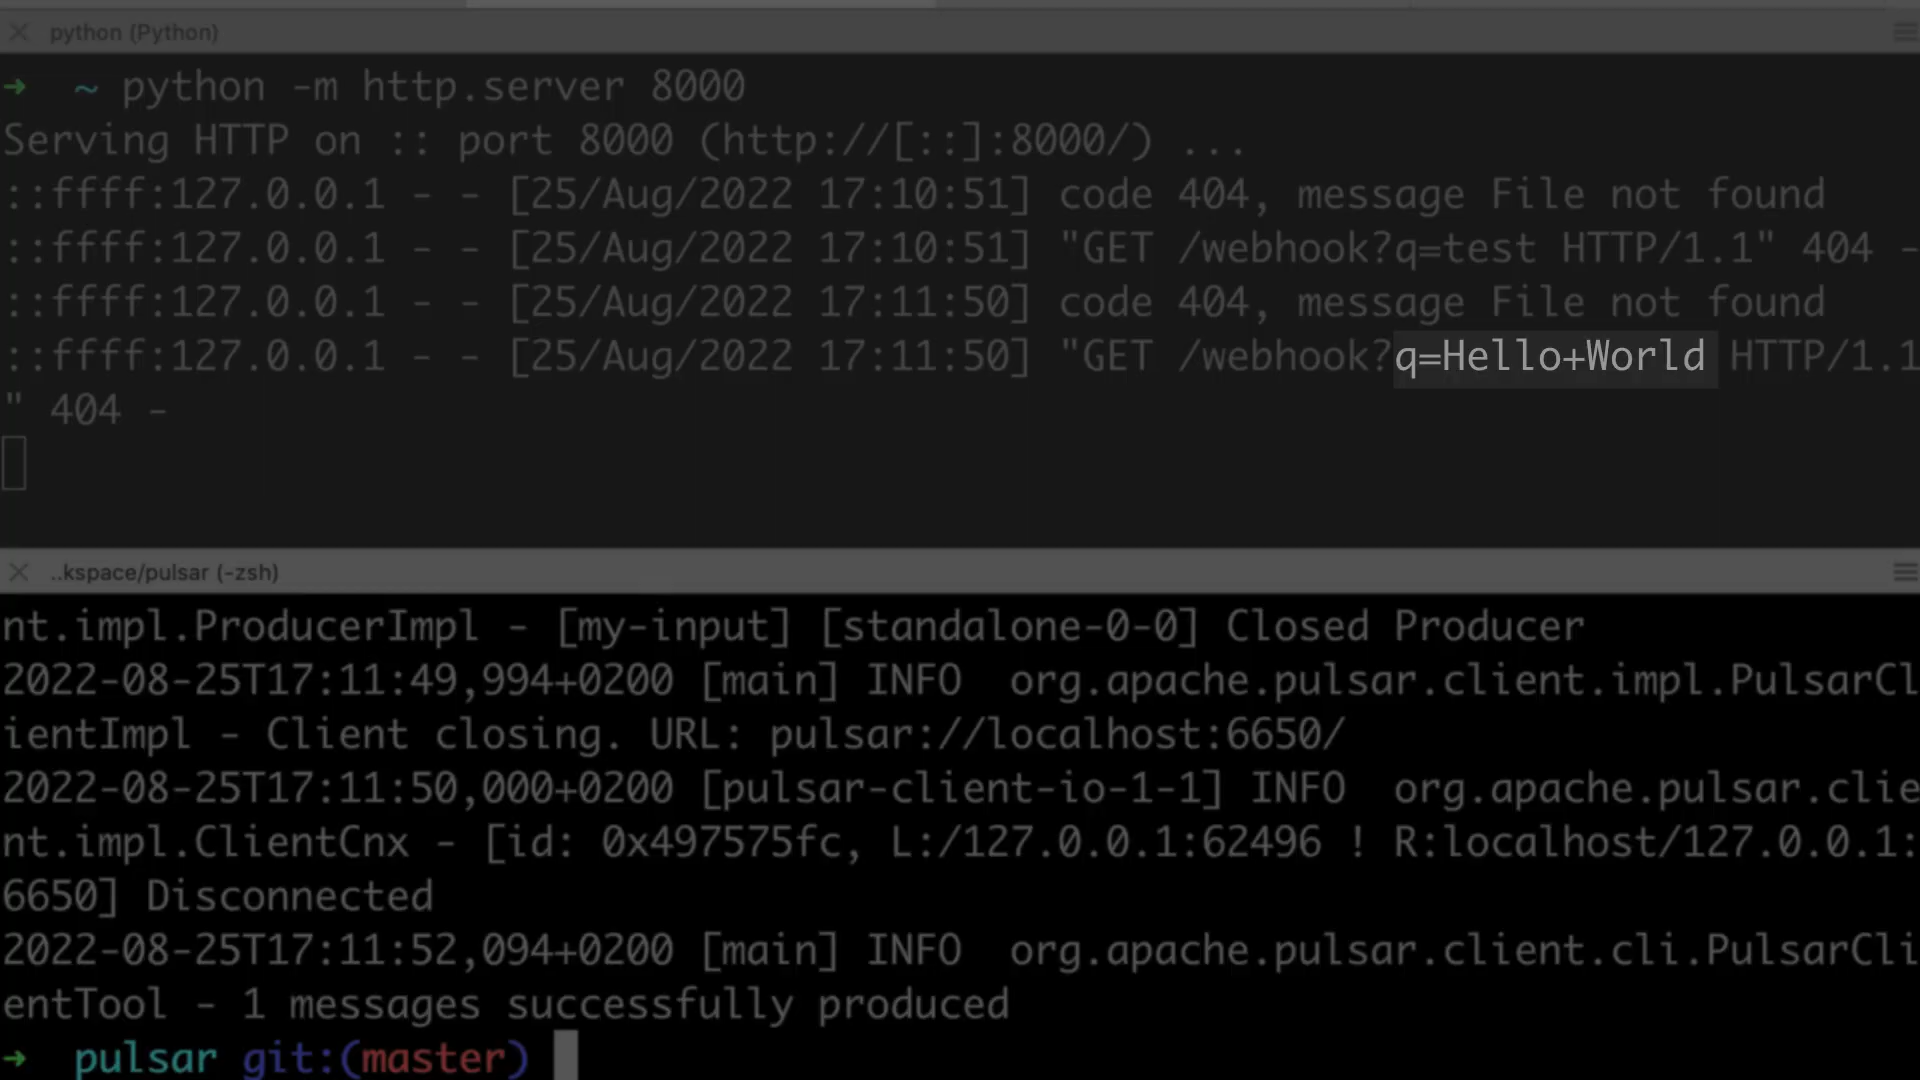 python (Python)
➜ ~ python -m http.server 8000
Serving HTTP on :: port 8000 (http://[::]:8000/) ...
::ffff:127.0.0.1 - - [25/Aug/2022 17:10:51] code 404, message File not found
::ffff:127.0.0.1 - - [25/Aug/2022 17:10:51] "GET /webhook?q=test HTTP/1.1" 404 -
::ffff:127.0.0.1 - - [25/Aug/2022 17:11:50] code 404, message File not found
::ffff:127.0.0.1 - - [25/Aug/2022 17:11:50] "GET /webhook?q=Hello+World HTTP/1.1
" 404 -
..kspace/pulsar (-zsh)
nt.impl.ProducerImpl - [my-input] [standalone-0-0] Closed Producer
2022-08-25T17:11:49,994+0200 [main] INFO  org.apache.pulsar.client.impl.PulsarCl
ientImpl - Client closing. URL: pulsar://localhost:6650/
2022-08-25T17:11:50,000+0200 [pulsar-client-io-1-1] INFO  org.apache.pulsar.clie
nt.impl.ClientCnx - [id: 0x497575fc, L:/127.0.0.1:62496 ! R:localhost/127.0.0.1:
6650] Disconnected
2022-08-25T17:11:52,094+0200 [main] INFO  org.apache.pulsar.client.cli.PulsarCli
entTool - 1 messages successfully produced
➜ pulsar git:(master)